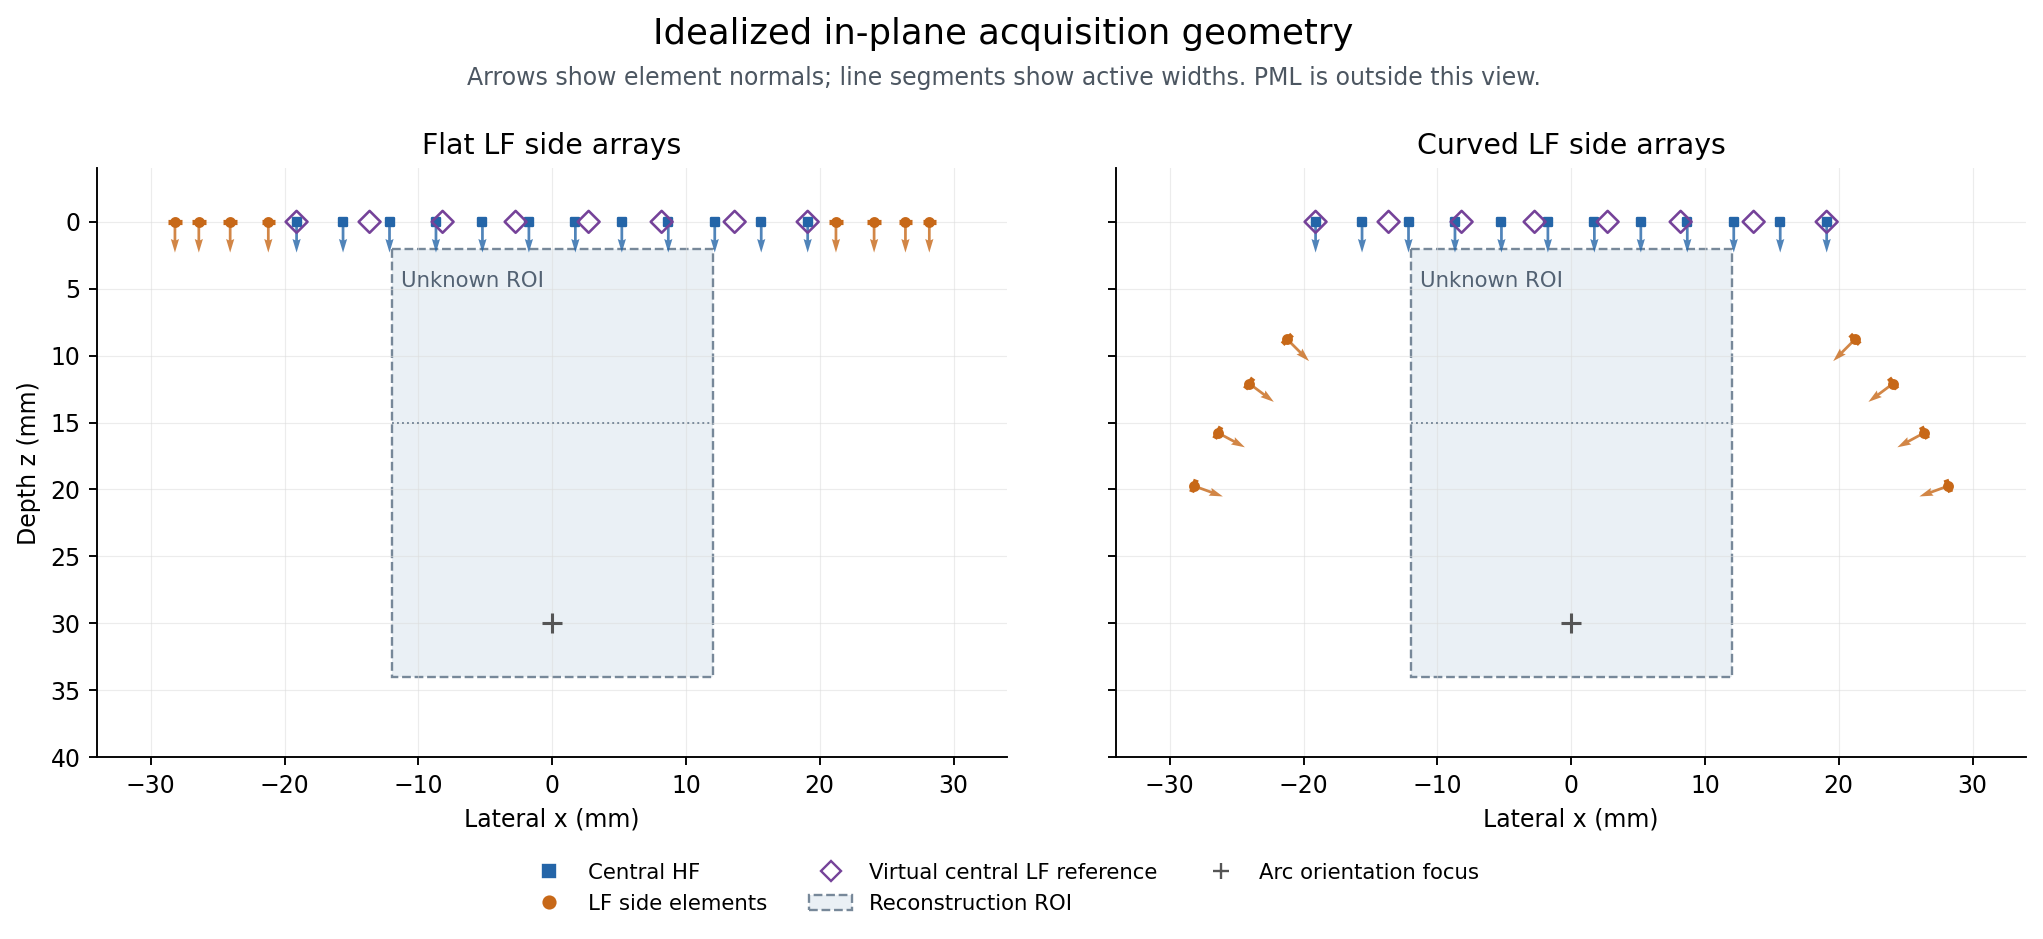 Idealized in-plane acquisition geometry
Arrows show element normals; line segments show active widths. PML is outside this view.
Flat LF side arrays
Unknown ROI
0
5
10
15
20
25
30
35
40
Depth z (mm)
−30
−20
−10
0
10
20
30
Lateral x (mm)
Curved LF side arrays
Unknown ROI
−30
−20
−10
0
10
20
30
Lateral x (mm)
Central HF
LF side elements
Virtual central LF reference
Reconstruction ROI
Arc orientation focus